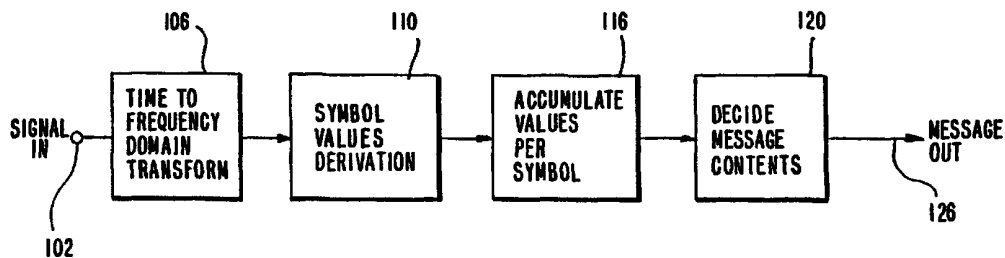 106
110
116
120
SIGNAL
IN
TIME TO
FREQUENCY
DOMAIN
TRANSFORM
SYMBOL
VALUES
DERIVATION
ACCUMULATE
VALUES
PER
SYMBOL
DECIDE
MESSAGE
CONTENTS
MESSAGE
OUT
102
126